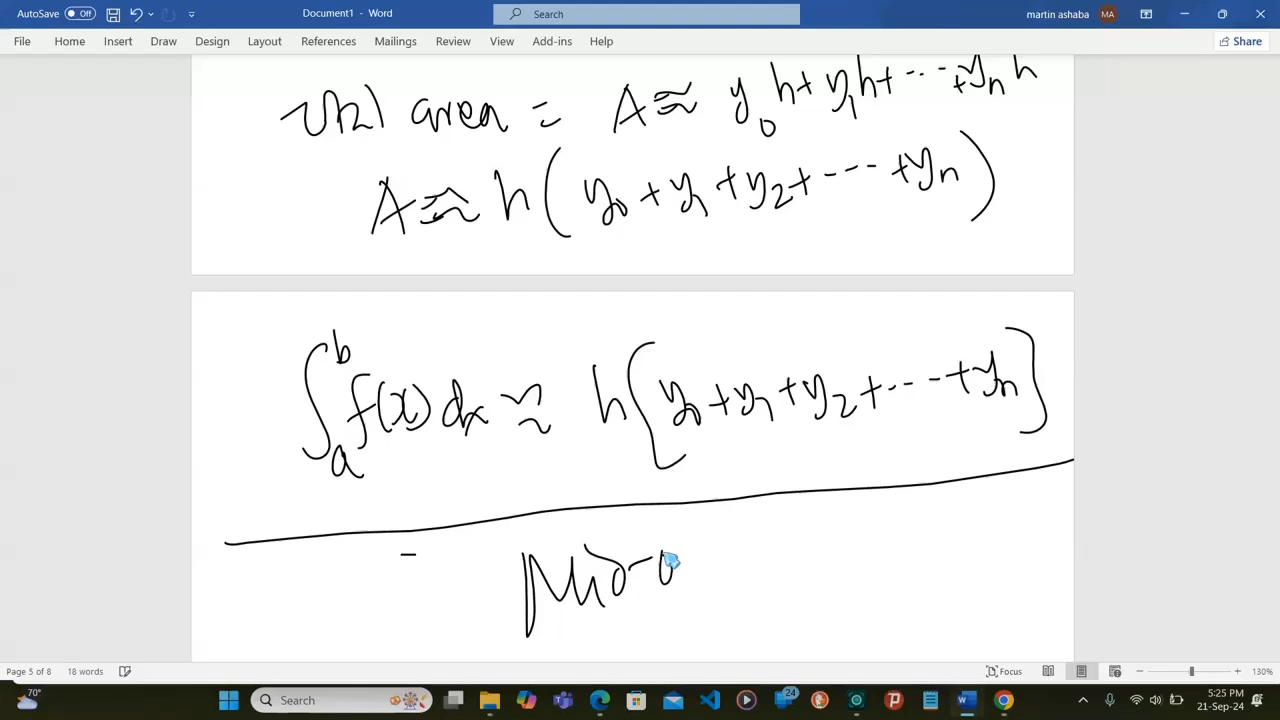 AutoSave Off Document1 - Word Search martin ashaba MA
File Home Insert Draw Design Layout References Mailings Review View Add-ins Help Share
area = A ≈ y₀h + y₁h + ... + yₙh
A ≈ h(y₀ + y₁ + y₂ + ... + yₙ)
∫ₐᵇ f(x)dx ≈ h[y₀ + y₁ + y₂ + ... + yₙ]
Mid-o
Page 5 of 8 18 words Focus 130%
70° Search 24 5:25 PM
21-Sep-24